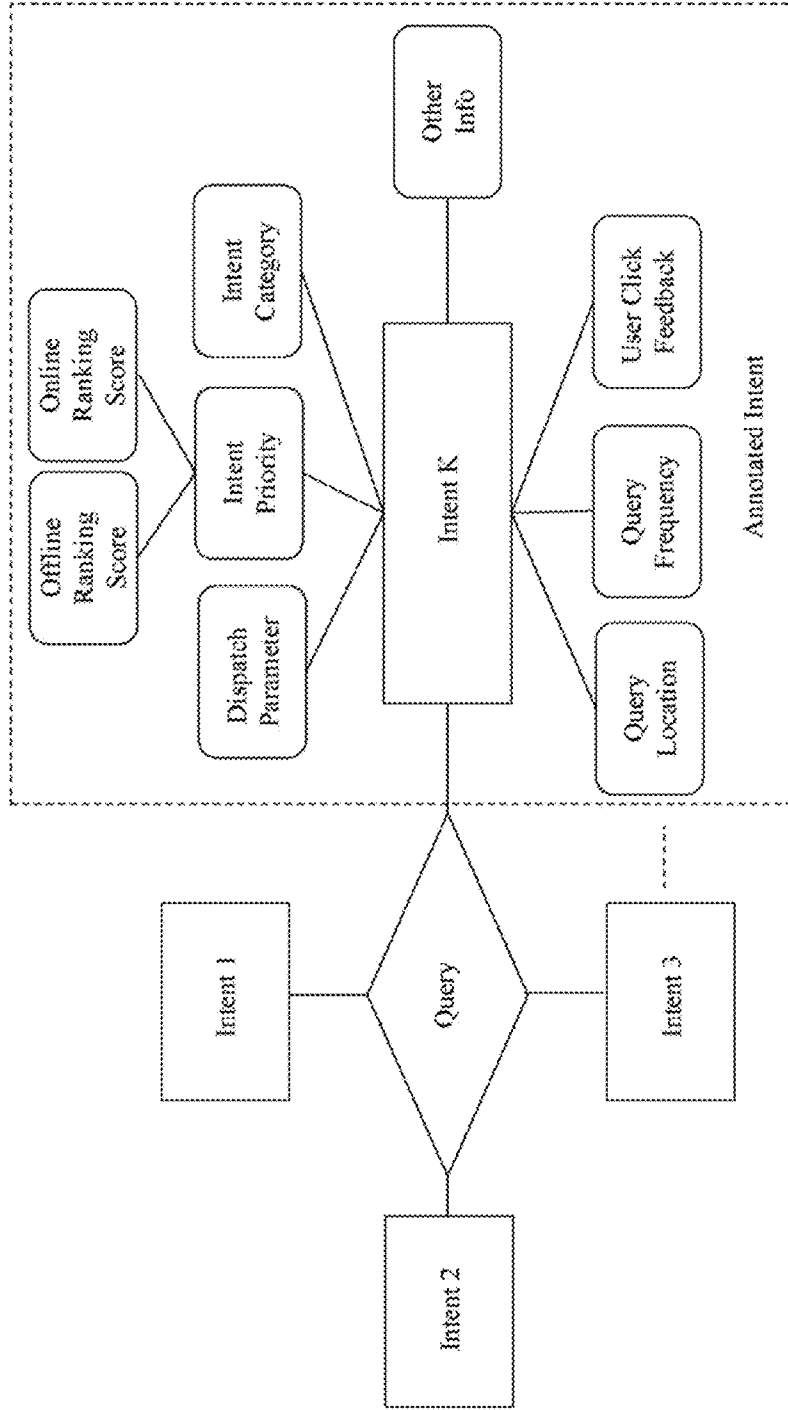 Offline
Ranking
Score
Online
Ranking
Score
Dispatch
Parameter
Intent
Priority
Intent
Category
Intent 1
Intent 2
Query
Intent K
Other
Info
Intent 3
Query
Location
Query
Frequency
User Click
Feedback
Annotated Intent